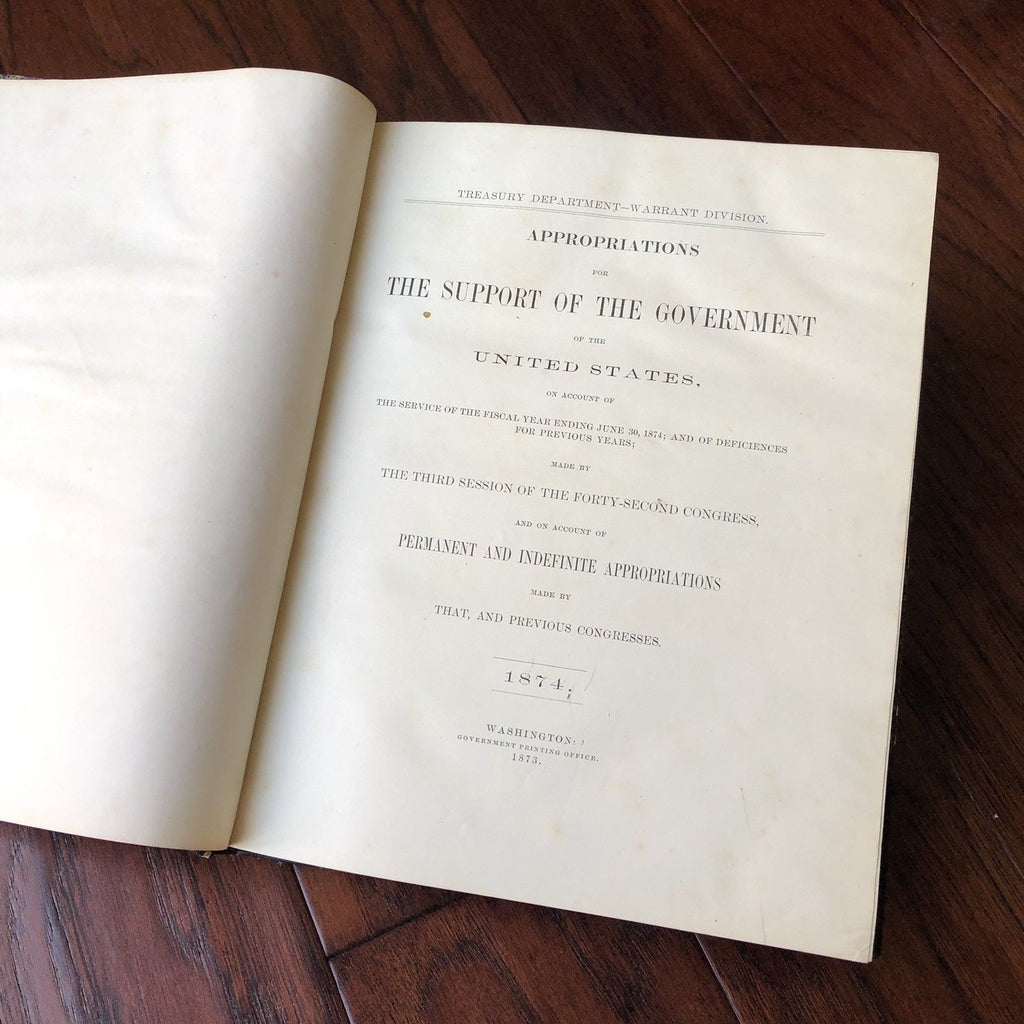 TREASURY DEPARTMENT—WARRANT DIVISION.
APPROPRIATIONS
FOR
THE SUPPORT OF THE GOVERNMENT
OF THE
UNITED STATES,
ON ACCOUNT OF
THE SERVICE OF THE FISCAL YEAR ENDING JUNE 30, 1874; AND OF DEFICIENCES
FOR PREVIOUS YEARS;
MADE BY
THE THIRD SESSION OF THE FORTY-SECOND CONGRESS,
AND ON ACCOUNT OF
PERMANENT AND INDEFINITE APPROPRIATIONS
MADE BY
THAT, AND PREVIOUS CONGRESSES.
1874.
WASHINGTON:
GOVERNMENT PRINTING OFFICE.
1873.